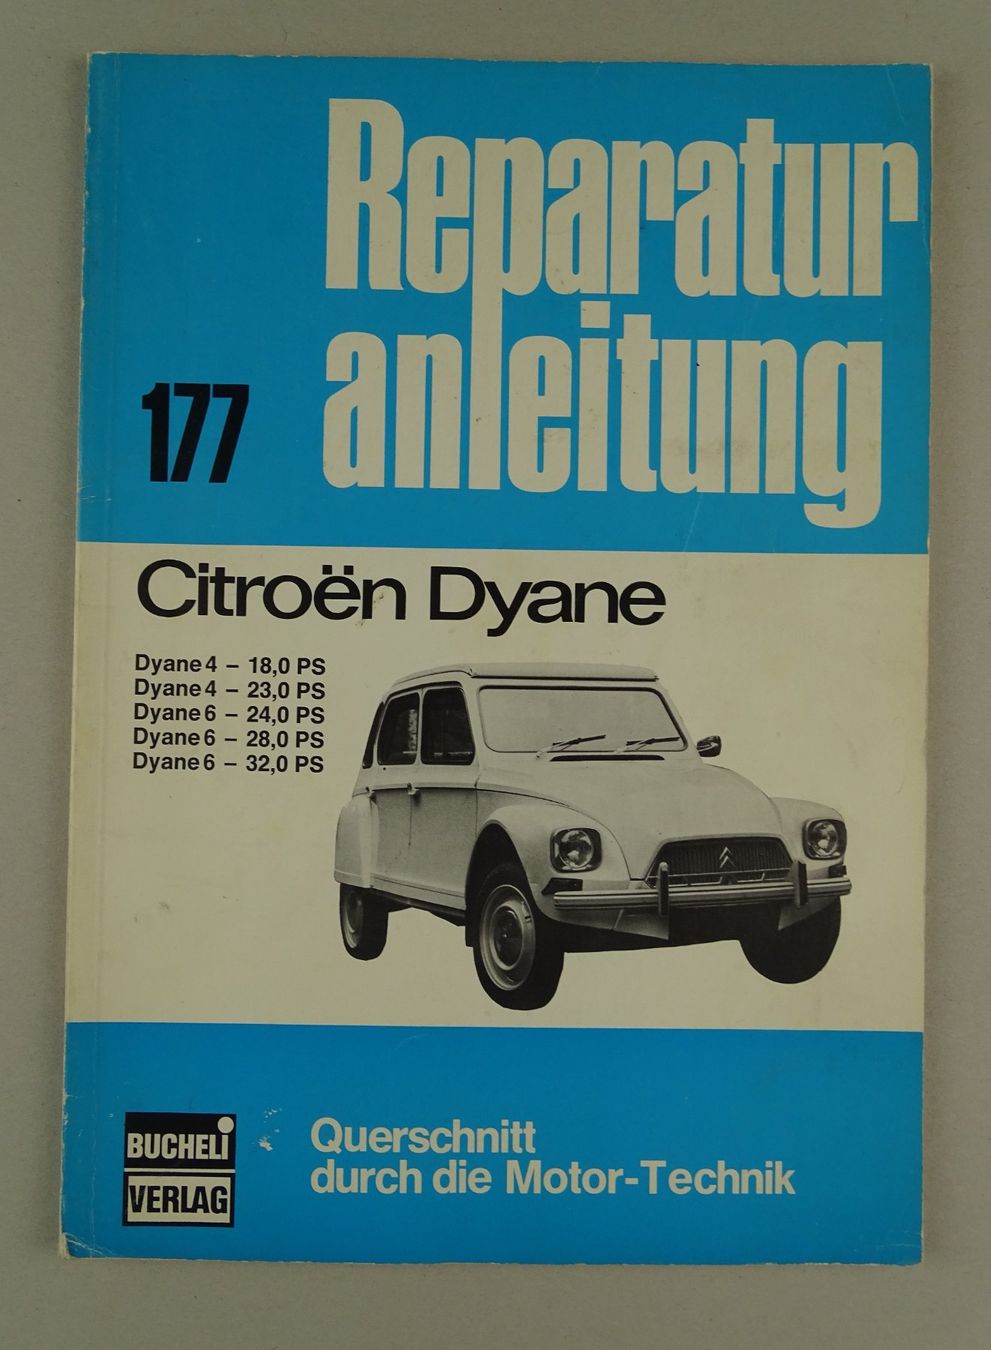 Reparatur
anleitung
177
Citroën Dyane
Dyane 4 – 18,0 PS
Dyane 4 – 23,0 PS
Dyane 6 – 24,0 PS
Dyane 6 – 28,0 PS
Dyane 6 – 32,0 PS
BUCHELI
VERLAG
Querschnitt
durch die Motor-Technik